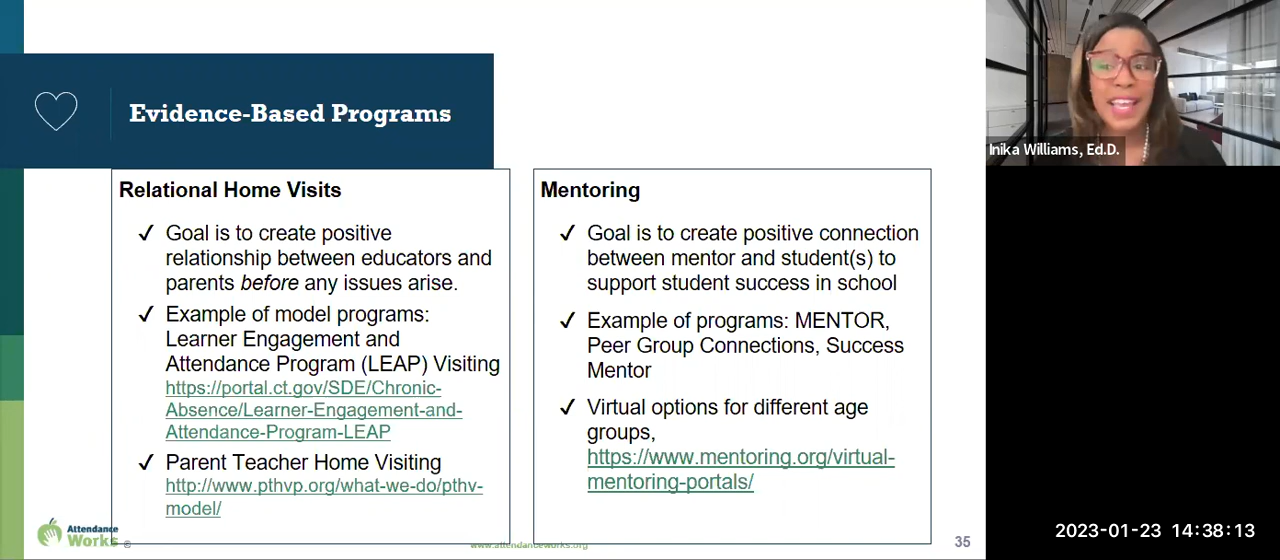 Evidence-Based Programs
Relational Home Visits
✓ Goal is to create positive
relationship between educators and
parents before any issues arise.
✓ Example of model programs:
Learner Engagement and
Attendance Program (LEAP) Visiting
https://portal.ct.gov/SDE/Chronic-
Absence/Learner-Engagement-and-
Attendance-Program-LEAP
✓ Parent Teacher Home Visiting
http://www.pthvp.org/what-we-do/pthv-
model/
Mentoring
✓ Goal is to create positive connection
between mentor and student(s) to
support student success in school
✓ Example of programs: MENTOR,
Peer Group Connections, Success
Mentor
✓ Virtual options for different age
groups,
https://www.mentoring.org/virtual-
mentoring-portals/
Attendance
Works ®
www.attendanceworks.org
35
Inika Williams, Ed.D.
2023-01-23 14:38:13